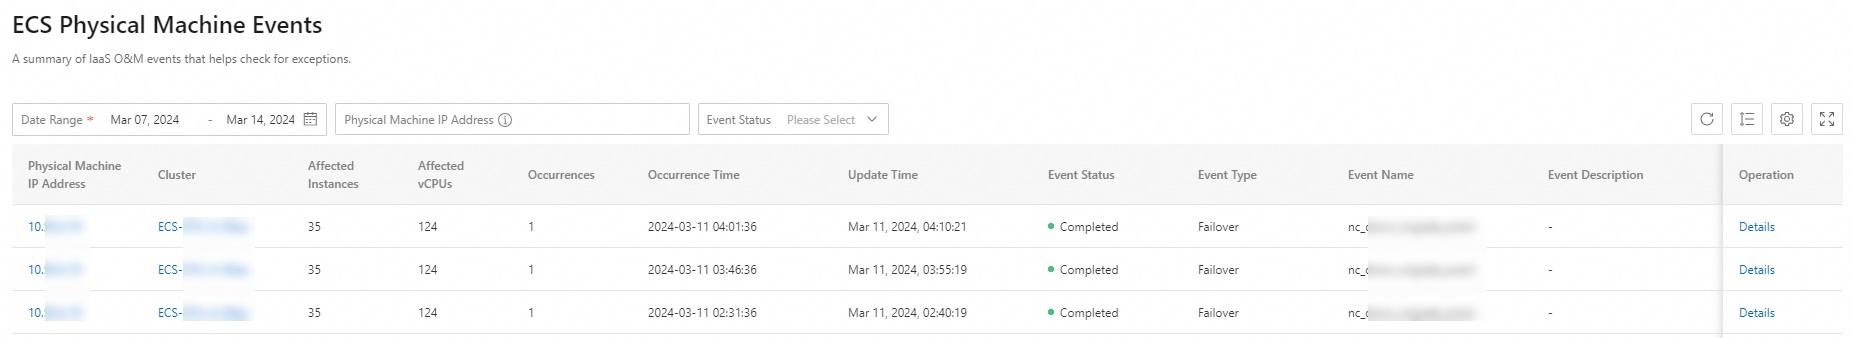 ECS Physical Machine Events
A summary of IaaS O&M events that helps check for exceptions.
Date Range * Mar 07, 2024 - Mar 14, 2024 Physical Machine IP Address Event Status Please Select
Physical Machine IP Address Cluster Affected Instances Affected vCPUs Occurrences Occurrence Time Update Time Event Status Event Type Event Name Event Description Operation
10. ECS- 35 124 1 2024-03-11 04:01:36 Mar 11, 2024, 04:10:21 Completed Failover nc_ - Details
10. ECS- 35 124 1 2024-03-11 03:46:36 Mar 11, 2024, 03:55:19 Completed Failover nc_ - Details
10. ECS- 35 124 1 2024-03-11 02:31:36 Mar 11, 2024, 02:40:19 Completed Failover nc_ - Details